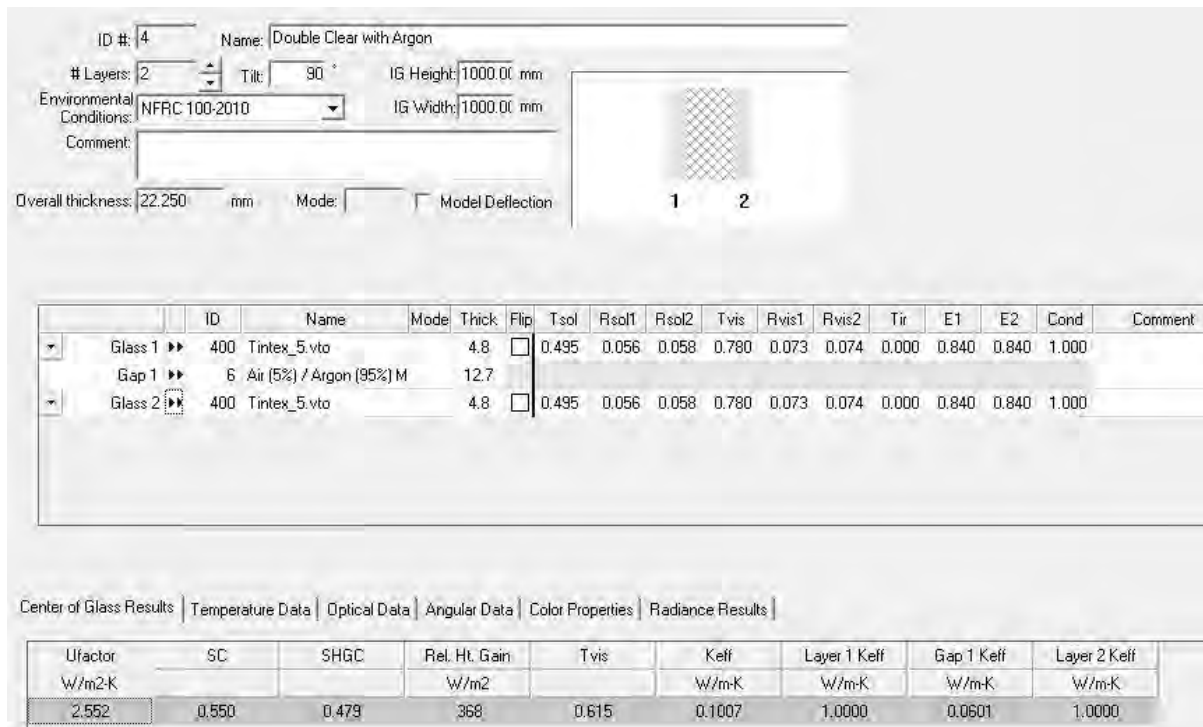 ID #: 4 Name: Double Clear with Argon
# Layers: 2 Tilt: 90 ° IG Height: 1000.00 mm
Environmental Conditions: NFRC 100-2010 IG Width: 1000.00 mm
Comment:
Overall thickness: 22.250 mm Mode: Model Deflection
1 2
ID Name Mode Thick Flip Tsol Rsol1 Rsol2 Tvis Rvis1 Rvis2 Tir E1 E2 Cond Comment
Glass 1 400 Tintex_5.vto 4.8 0.495 0.056 0.058 0.780 0.073 0.074 0.000 0.840 0.840 1.000
Gap 1 6 Air (5%) / Argon (95%) M 12.7
Glass 2 400 Tintex_5.vto 4.8 0.495 0.056 0.058 0.780 0.073 0.074 0.000 0.840 0.840 1.000
Center of Glass Results Temperature Data Optical Data Angular Data Color Properties Radiance Results
Ufactor SC SHGC Rel. Ht. Gain Tvis Keff Layer 1 Keff Gap 1 Keff Layer 2 Keff
W/m2-K W/m2 W/m-K W/m-K W/m-K W/m-K
2.552 0.550 0.479 368 0.615 0.1007 1.0000 0.0601 1.0000